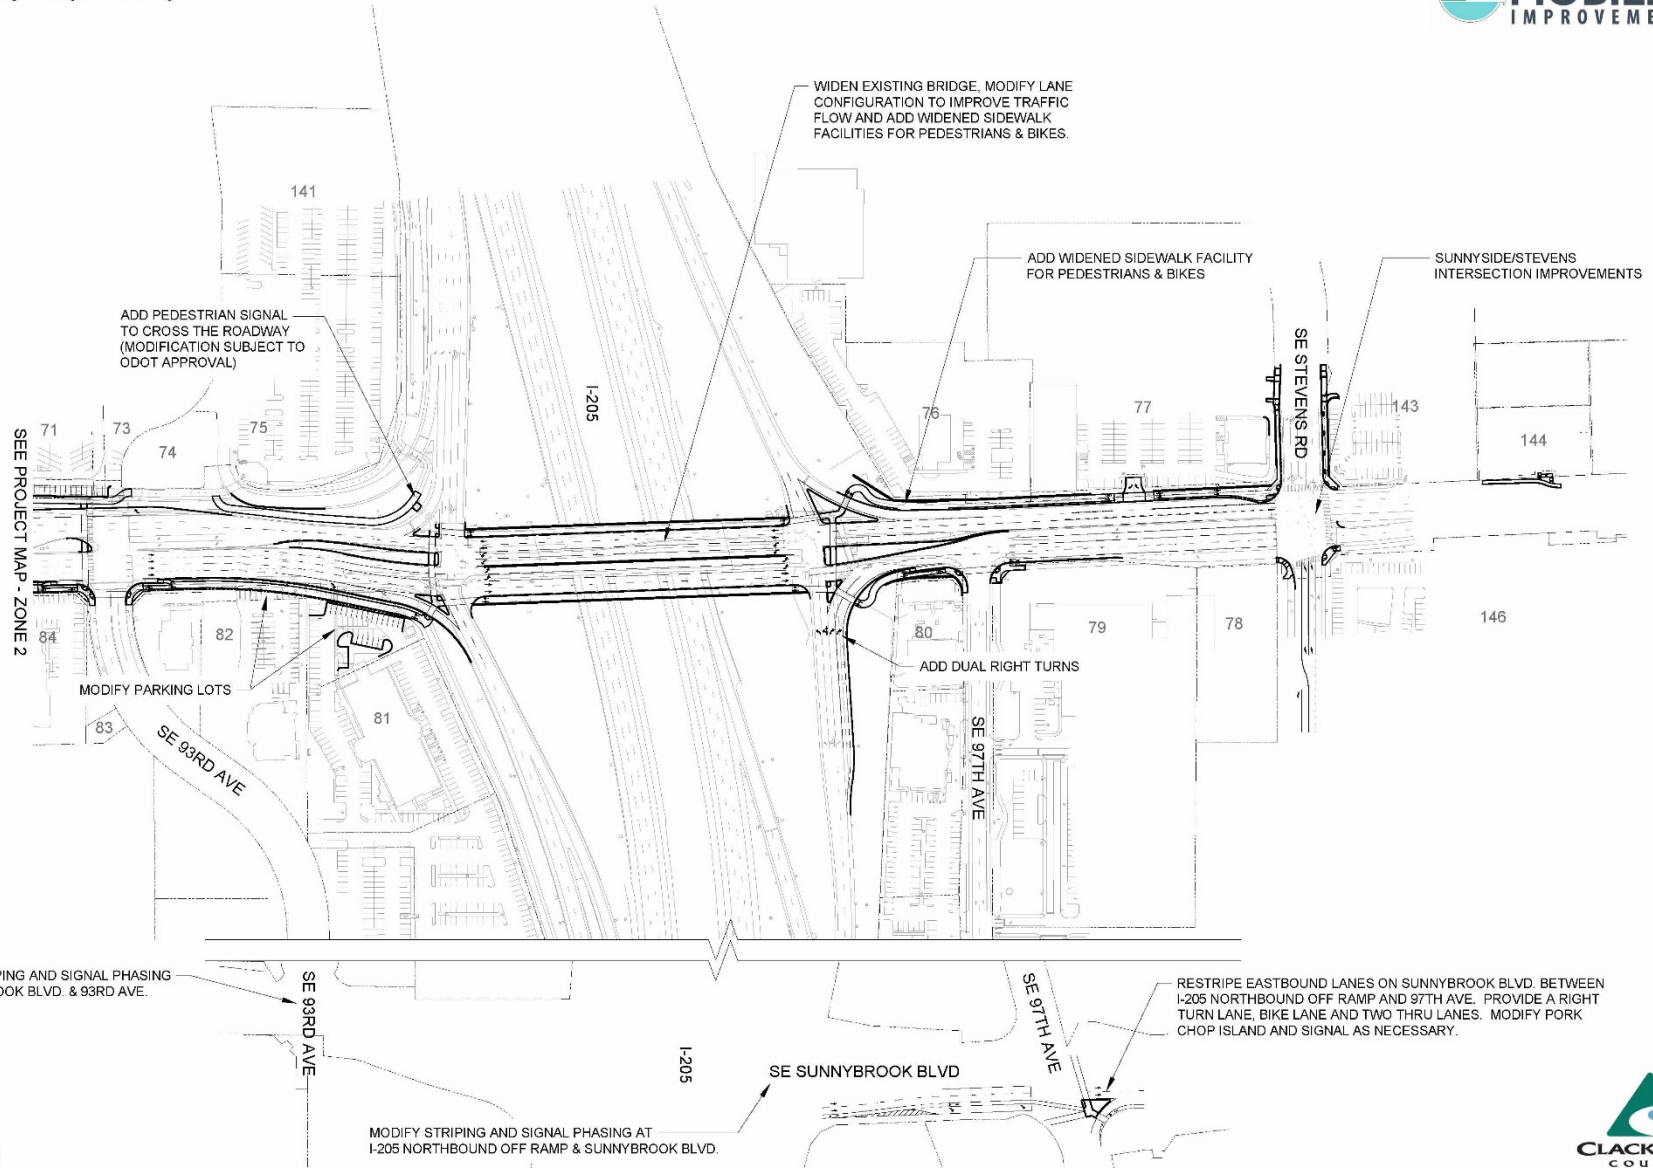 IMPROVEME
WIDEN EXISTING BRIDGE, MODIFY LANE
CONFIGURATION TO IMPROVE TRAFFIC
FLOW AND ADD WIDENED SIDEWALK
FACILITIES FOR PEDESTRIANS & BIKES.
141
ADD WIDENED SIDEWALK FACILITY
FOR PEDESTRIANS & BIKES
SUNNYSIDE/STEVENS
INTERSECTION IMPROVEMENTS
ADD PEDESTRIAN SIGNAL
TO CROSS THE ROADWAY
(MODIFICATION SUBJECT TO
ODOT APPROVAL)
I-205
SE STEVENS RD
71
73
74
75
76
77
143
144
SEE PROJECT MAP - ZONE 2
84
82
80
79
78
146
ADD DUAL RIGHT TURNS
MODIFY PARKING LOTS
83
81
SE 93RD AVE
SE 97TH AVE
PING AND SIGNAL PHASING
OOK BLVD. & 93RD AVE.
SE 93RD AVE
I-205
SE 97TH AVE
RESTRIPE EASTBOUND LANES ON SUNNYBROOK BLVD. BETWEEN
I-205 NORTHBOUND OFF RAMP AND 97TH AVE. PROVIDE A RIGHT
TURN LANE, BIKE LANE AND TWO THRU LANES. MODIFY PORK
CHOP ISLAND AND SIGNAL AS NECESSARY.
SE SUNNYBROOK BLVD
MODIFY STRIPING AND SIGNAL PHASING AT
I-205 NORTHBOUND OFF RAMP & SUNNYBROOK BLVD.
CLACK
COU